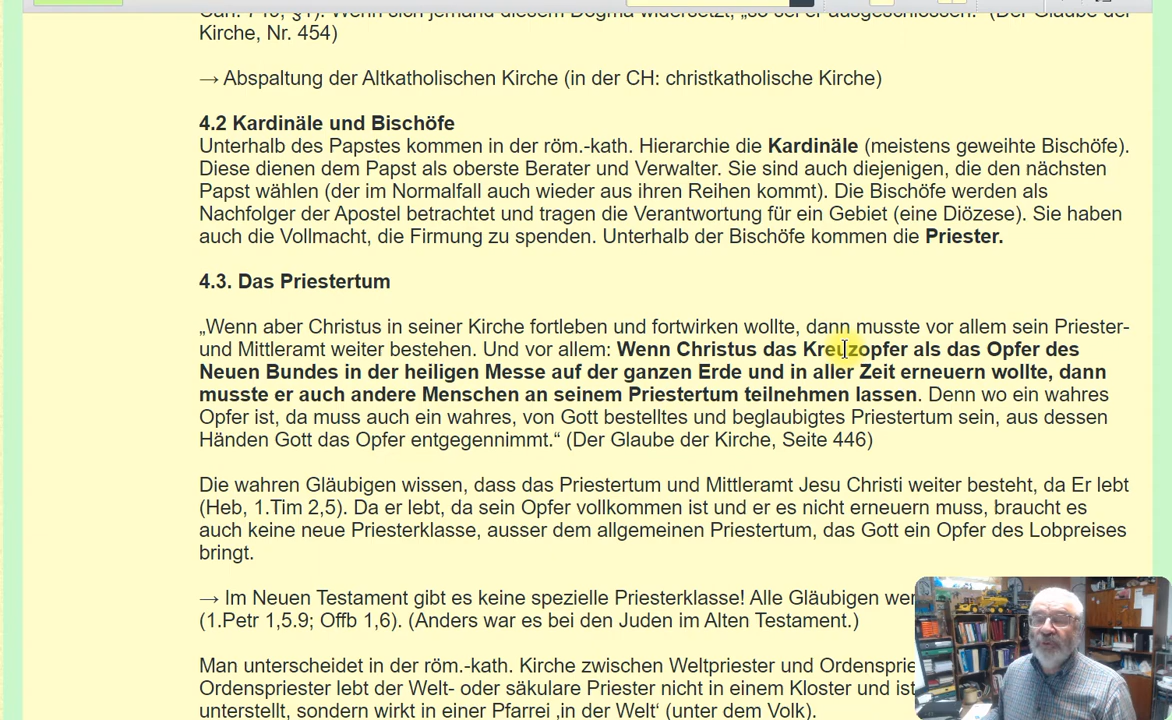 Kirche, Nr. 454)
→ Abspaltung der Altkatholischen Kirche (in der CH: christkatholische Kirche)
4.2 Kardinäle und Bischöfe
Unterhalb des Papstes kommen in der röm.-kath. Hierarchie die Kardinäle (meistens geweihte Bischöfe).
Diese dienen dem Papst als oberste Berater und Verwalter. Sie sind auch diejenigen, die den nächsten
Papst wählen (der im Normalfall auch wieder aus ihren Reihen kommt). Die Bischöfe werden als
Nachfolger der Apostel betrachtet und tragen die Verantwortung für ein Gebiet (eine Diözese). Sie haben
auch die Vollmacht, die Firmung zu spenden. Unterhalb der Bischöfe kommen die Priester.
4.3. Das Priestertum
„Wenn aber Christus in seiner Kirche fortleben und fortwirken wollte, dann musste vor allem sein Priester-
und Mittleramt weiter bestehen. Und vor allem: Wenn Christus das Kreuzopfer als das Opfer des
Neuen Bundes in der heiligen Messe auf der ganzen Erde und in aller Zeit erneuern wollte, dann
musste er auch andere Menschen an seinem Priestertum teilnehmen lassen. Denn wo ein wahres
Opfer ist, da muss auch ein wahres, von Gott bestelltes und beglaubigtes Priestertum sein, aus dessen
Händen Gott das Opfer entgegennimmt.“ (Der Glaube der Kirche, Seite 446)
Die wahren Gläubigen wissen, dass das Priestertum und Mittleramt Jesu Christi weiter besteht, da Er lebt
(Heb, 1.Tim 2,5). Da er lebt, da sein Opfer vollkommen ist und er es nicht erneuern muss, braucht es
auch keine neue Priesterklasse, ausser dem allgemeinen Priestertum, das Gott ein Opfer des Lobpreises
bringt.
→ Im Neuen Testament gibt es keine spezielle Priesterklasse! Alle Gläubigen
(1.Petr 1,5.9; Offb 1,6). (Anders war es bei den Juden im Alten Testament.)
Man unterscheidet in der röm.-kath. Kirche zwischen Weltpriester und
Ordenspriester lebt der Welt- oder säkulare Priester nicht in einem Kloster und ist
unterstellt, sondern wirkt in einer Pfarrei ‚in der Welt‘ (unter dem Volk).